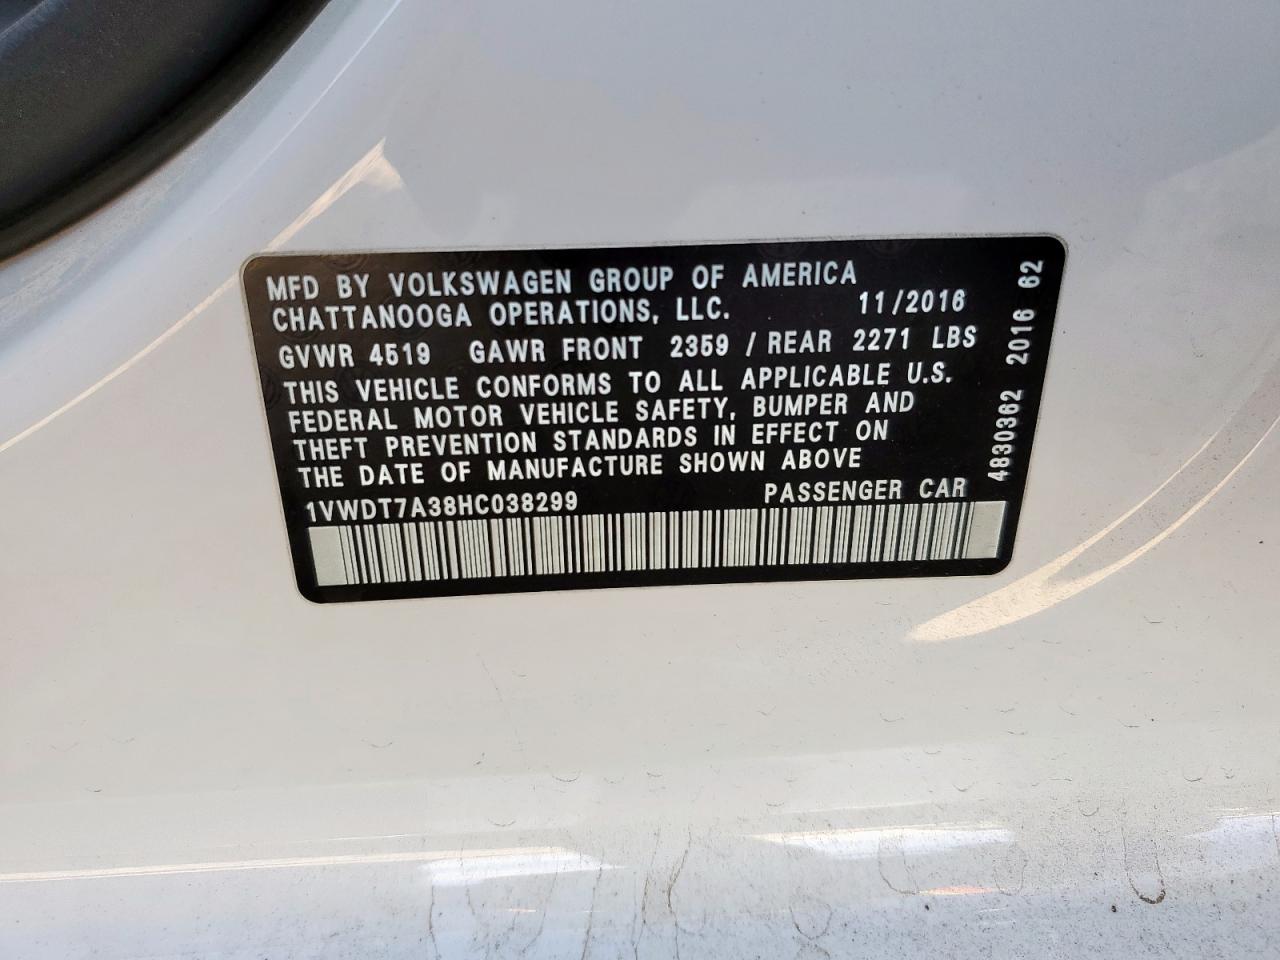 MFD BY VOLKSWAGEN GROUP OF AMERICA
CHATTANOOGA OPERATIONS, LLC. 11/2016
GVWR 4519 GAWR FRONT 2359 / REAR 2271 LBS
THIS VEHICLE CONFORMS TO ALL APPLICABLE U.S.
FEDERAL MOTOR VEHICLE SAFETY, BUMPER AND
THEFT PREVENTION STANDARDS IN EFFECT ON
THE DATE OF MANUFACTURE SHOWN ABOVE
1VWDT7A38HC038299 PASSENGER CAR
4830362 2016 62